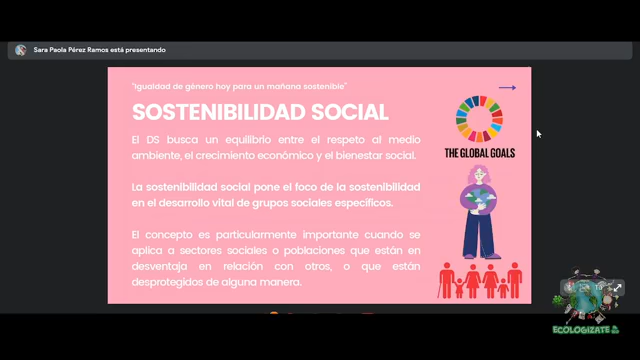 Sara Paola Pérez Ramos está presentando
"Igualdad de género hoy para un mañana sostenible"
SOSTENIBILIDAD SOCIAL
El DS busca un equilibrio entre el respeto al medio
ambiente, el crecimiento económico y el bienestar social.
La sostenibilidad social pone el foco de la sostenibilidad
en el desarrollo vital de grupos sociales específicos.
El concepto es particularmente importante cuando se
aplica a sectores sociales o poblaciones que están en
desventaja en relación con otros, o que están
desprotegidos de alguna manera.
THE GLOBAL GOALS
ECOLOGIZATE